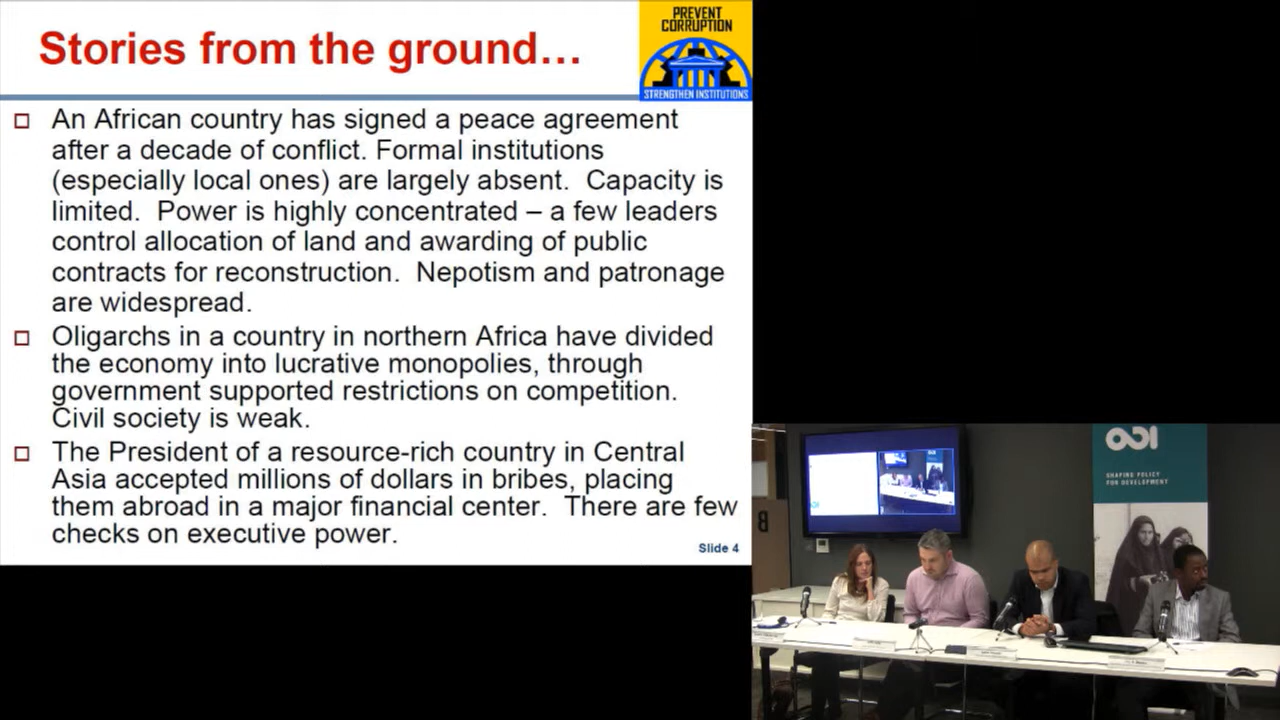 Stories from the ground…
PREVENT
CORRUPTION
STRENGTHEN INSTITUTIONS
□ An African country has signed a peace agreement
after a decade of conflict. Formal institutions
(especially local ones) are largely absent.  Capacity is
limited.  Power is highly concentrated – a few leaders
control allocation of land and awarding of public
contracts for reconstruction.  Nepotism and patronage
are widespread.
□ Oligarchs in a country in northern Africa have divided
the economy into lucrative monopolies, through
government supported restrictions on competition.
Civil society is weak.
□ The President of a resource-rich country in Central
Asia accepted millions of dollars in bribes, placing
them abroad in a major financial center.  There are few
checks on executive power.
Slide 4
ODI
SHAPING POLICY
FOR DEVELOPMENT